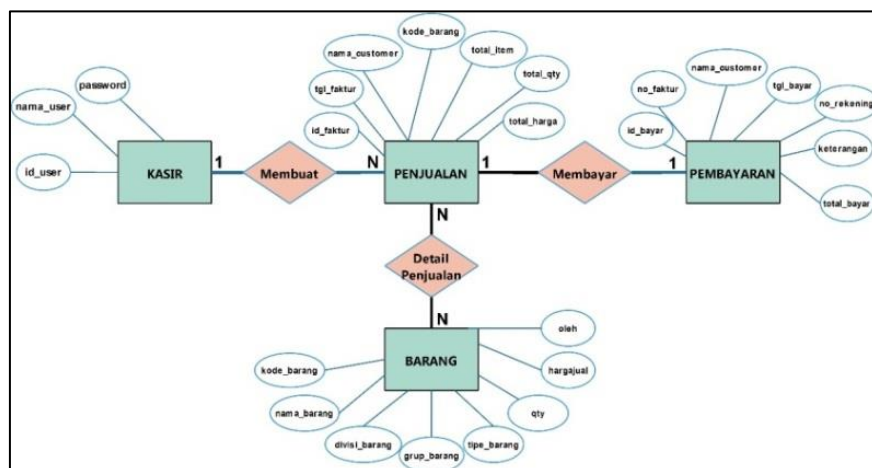 kode_barang
nama_customer
total_item
tgl_faktur
total_qty
id_faktur
total_harga
password
nama_user
id_user
KASIR
1
Membuat
N
PENJUALAN
1
Membayar
1
PEMBAYARAN
nama_customer
no_faktur
tgl_bayar
id_bayar
no_rekening
keterangan
total_bayar
N
Detail
Penjualan
N
BARANG
oleh
kode_barang
hargajual
nama_barang
qty
divisi_barang
grup_barang
tipe_barang